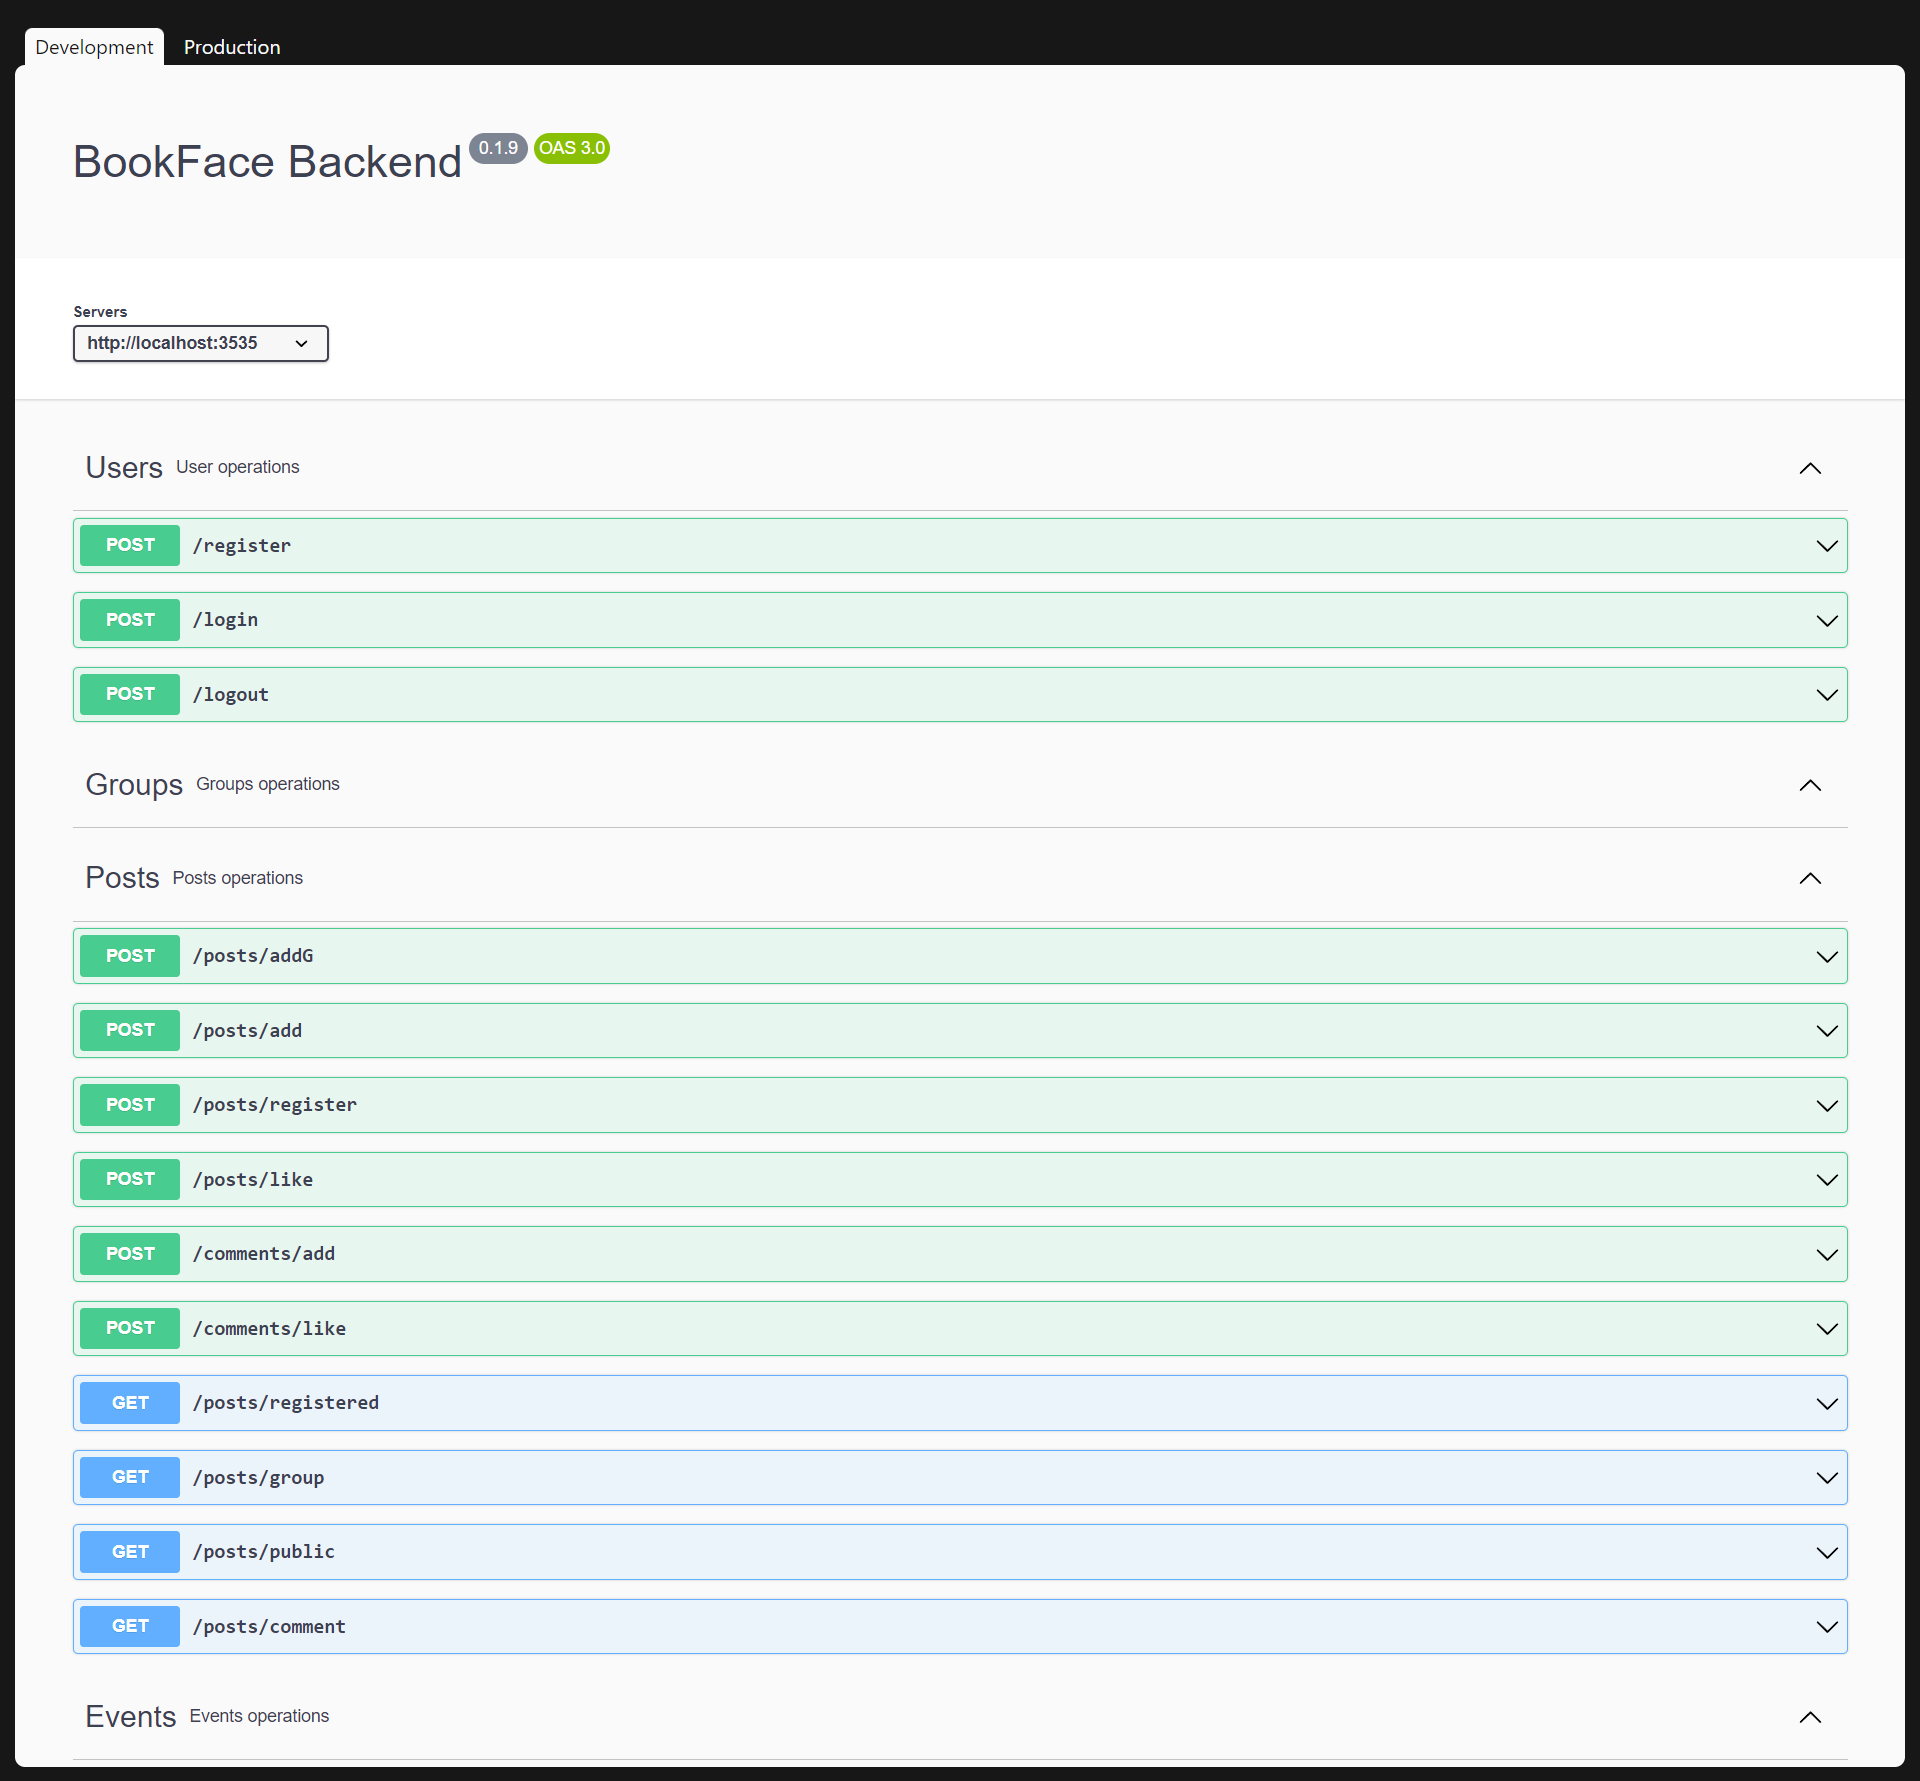 Development Production
BookFace Backend 0.1.9 OAS 3.0
Servers
http://localhost:3535
Users User operations
POST /register
POST /login
POST /logout
Groups Groups operations
Posts Posts operations
POST /posts/addG
POST /posts/add
POST /posts/register
POST /posts/like
POST /comments/add
POST /comments/like
GET /posts/registered
GET /posts/group
GET /posts/public
GET /posts/comment
Events Events operations